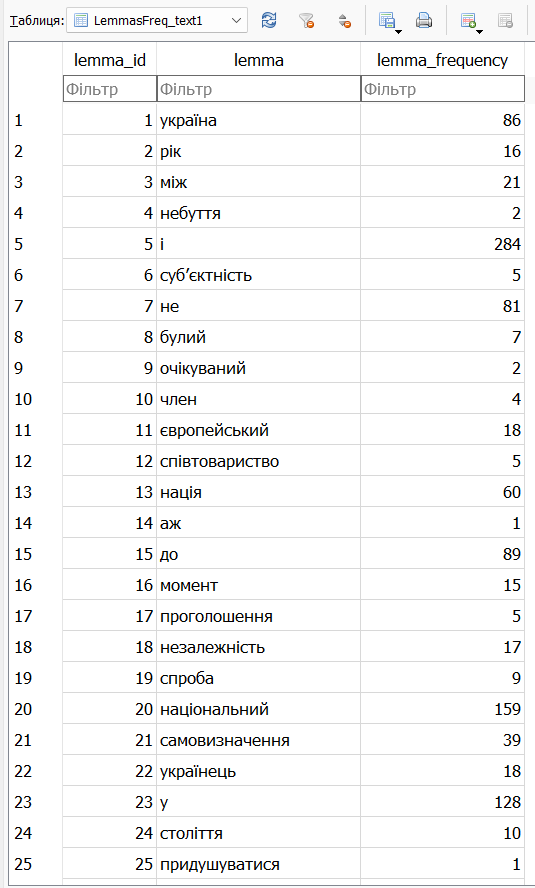 Таблиця: LemmasFreq_text1
lemma_id lemma lemma_frequency
Фільтр Фільтр Фільтр
1 1 україна 86
2 2 рік 16
3 3 між 21
4 4 небуття 2
5 5 і 284
6 6 суб’єктність 5
7 7 не 81
8 8 булий 7
9 9 очікуваний 2
10 10 член 4
11 11 європейський 18
12 12 співтовариство 5
13 13 нація 60
14 14 аж 1
15 15 до 89
16 16 момент 15
17 17 проголошення 5
18 18 незалежність 17
19 19 спроба 9
20 20 національний 159
21 21 самовизначення 39
22 22 українець 18
23 23 у 128
24 24 століття 10
25 25 придушуватися 1